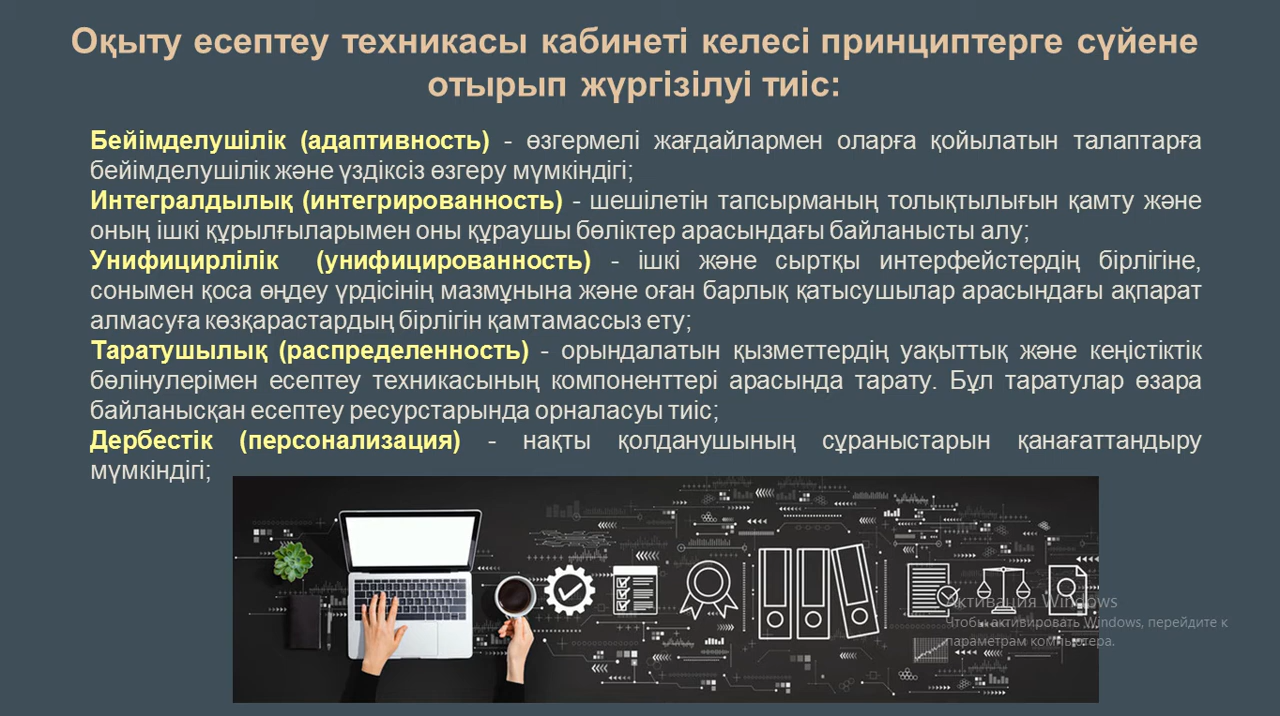 Оқыту есептеу техникасы кабинеті келесі принциптерге сүйене
отырып жүргізілуі тиіс:
Бейімделушілік (адаптивность) - өзгермелі жағдайлармен оларға қойылатын талаптарға
бейімделушілік және үздіксіз өзгеру мүмкіндігі;
Интегралдылық (интегрированность) - шешілетін тапсырманың толықтылығын қамту және
оның ішкі құрылғыларымен оны құраушы бөліктер арасындағы байланысты алу;
Унифицирлілік (унифицированность) - ішкі және сыртқы интерфейстердің бірлігіне,
сонымен қоса өңдеу үрдісінің мазмұнына және оған барлық қатысушылар арасындағы ақпарат
алмасуға көзқарастардың бірлігін қамтамассыз ету;
Таратушылық (распределенность) - орындалатын қызметтердің уақыттық және кеңістіктік
бөлінулерімен есептеу техникасының компоненттері арасында тарату. Бұл таратулар өзара
байланысқан есептеу ресурстарында орналасуы тиіс;
Дербестік (персонализация) - нақты қолданушының сұраныстарын қанағаттандыру
мүмкіндігі;
Активация Windows
Чтобы активировать Windows, перейдите к
параметрам компьютера.